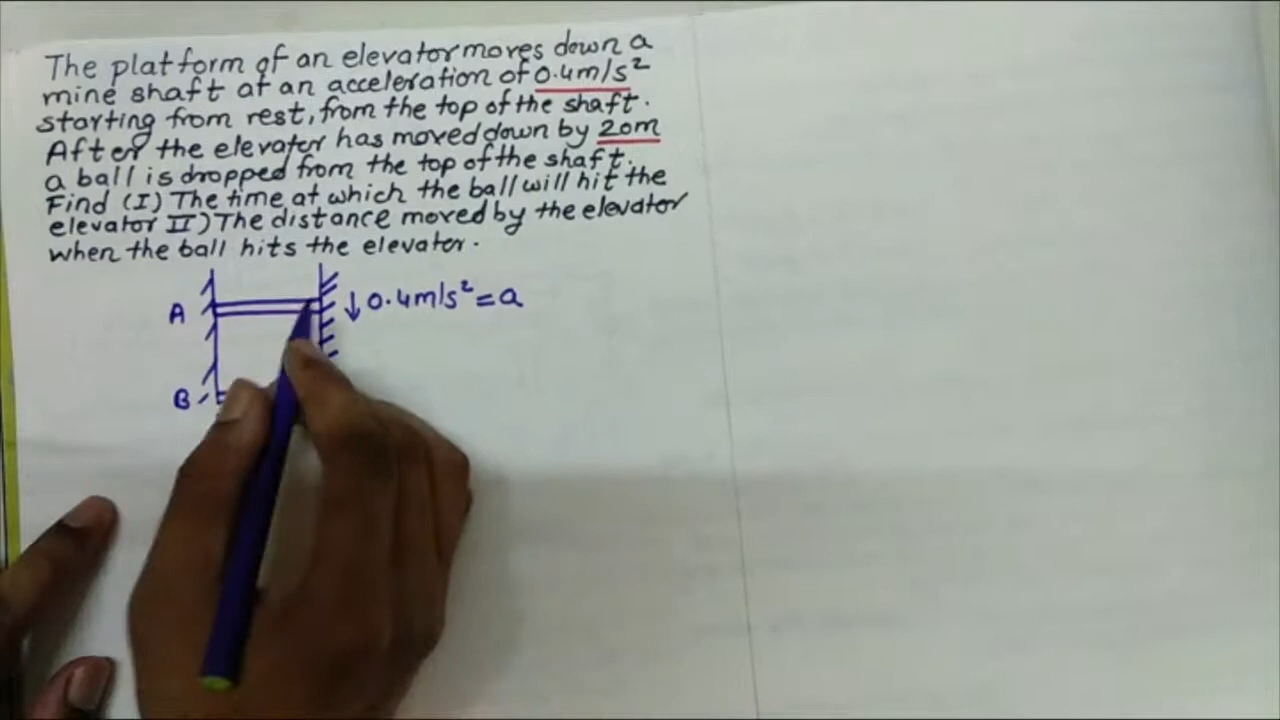 The platform of an elevator moves down a
mine shaft at an acceleration of 0.4m/s²
starting from rest, from the top of the shaft.
After the elevater has moved down by 20m
a ball is dropped from the top of the shaft.
Find (I) The time at which the ball will hit the
elevator II) The distance moved by the elevator
when the ball hits the elevater.
A ↓ 0.4m/s² = a
B